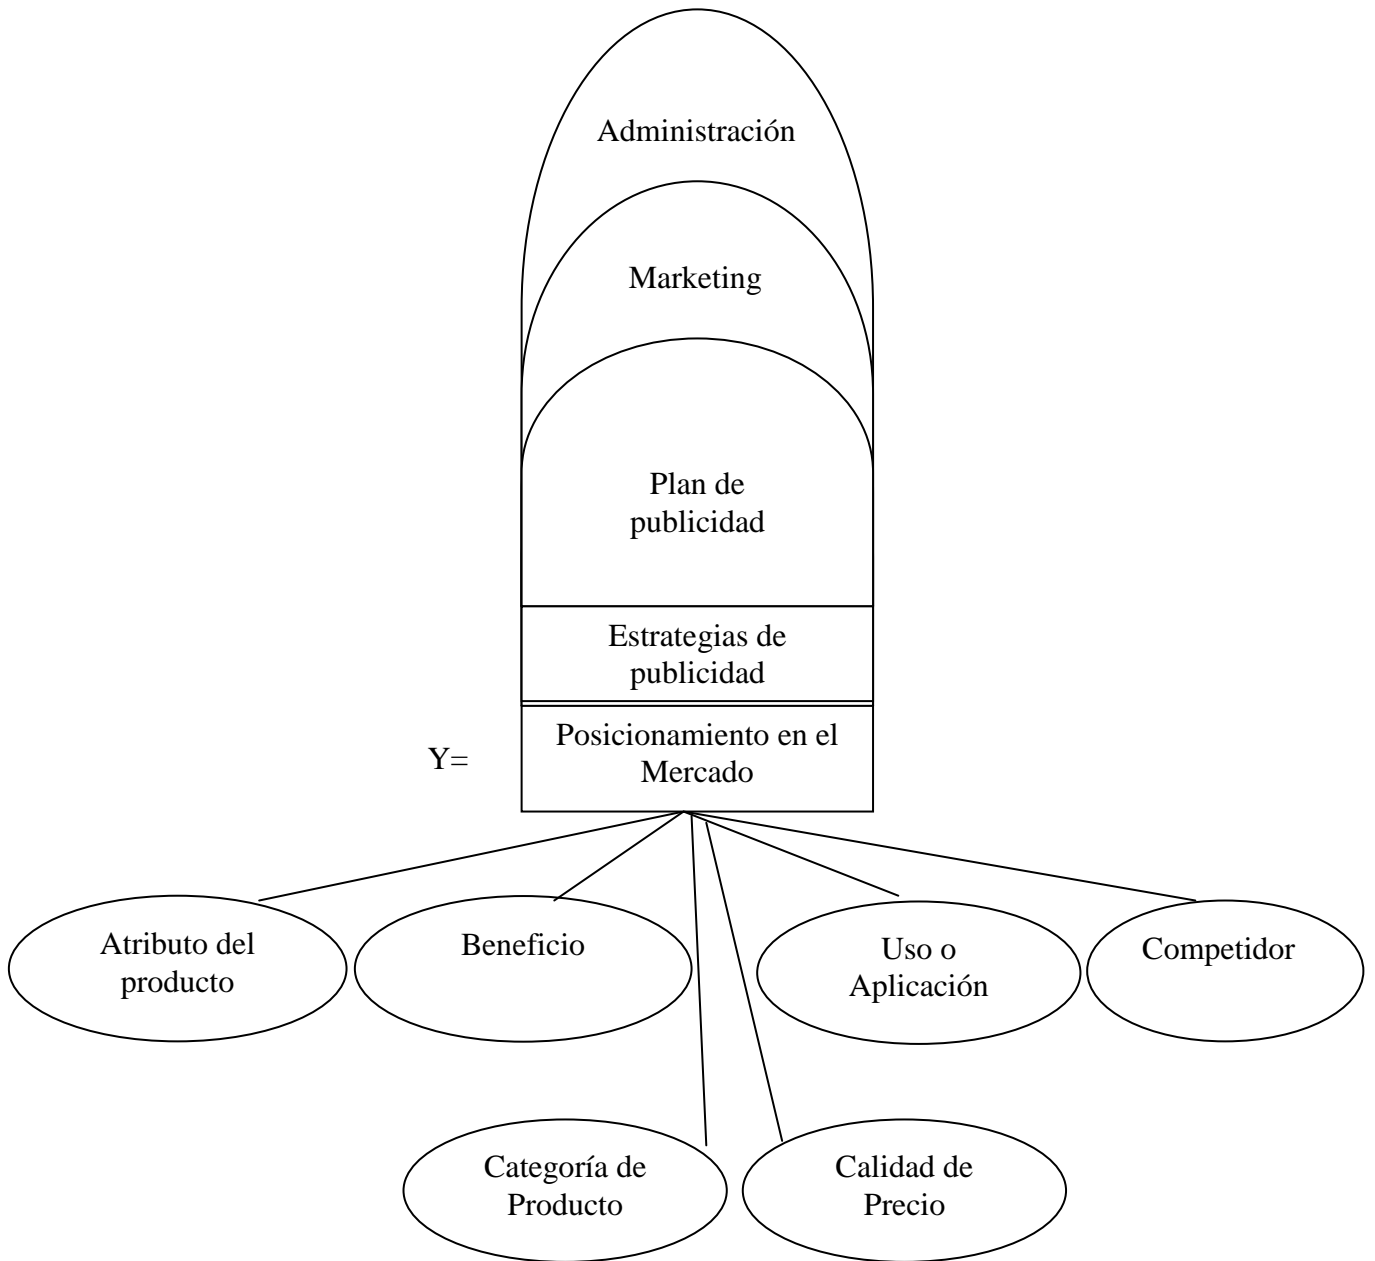 Administración
Marketing
Plan de
publicidad
Estrategias de
publicidad
Y=
Posicionamiento en el
Mercado
Atributo del
producto
Beneficio
Uso o
Aplicación
Competidor
Categoría de
Producto
Calidad de
Precio